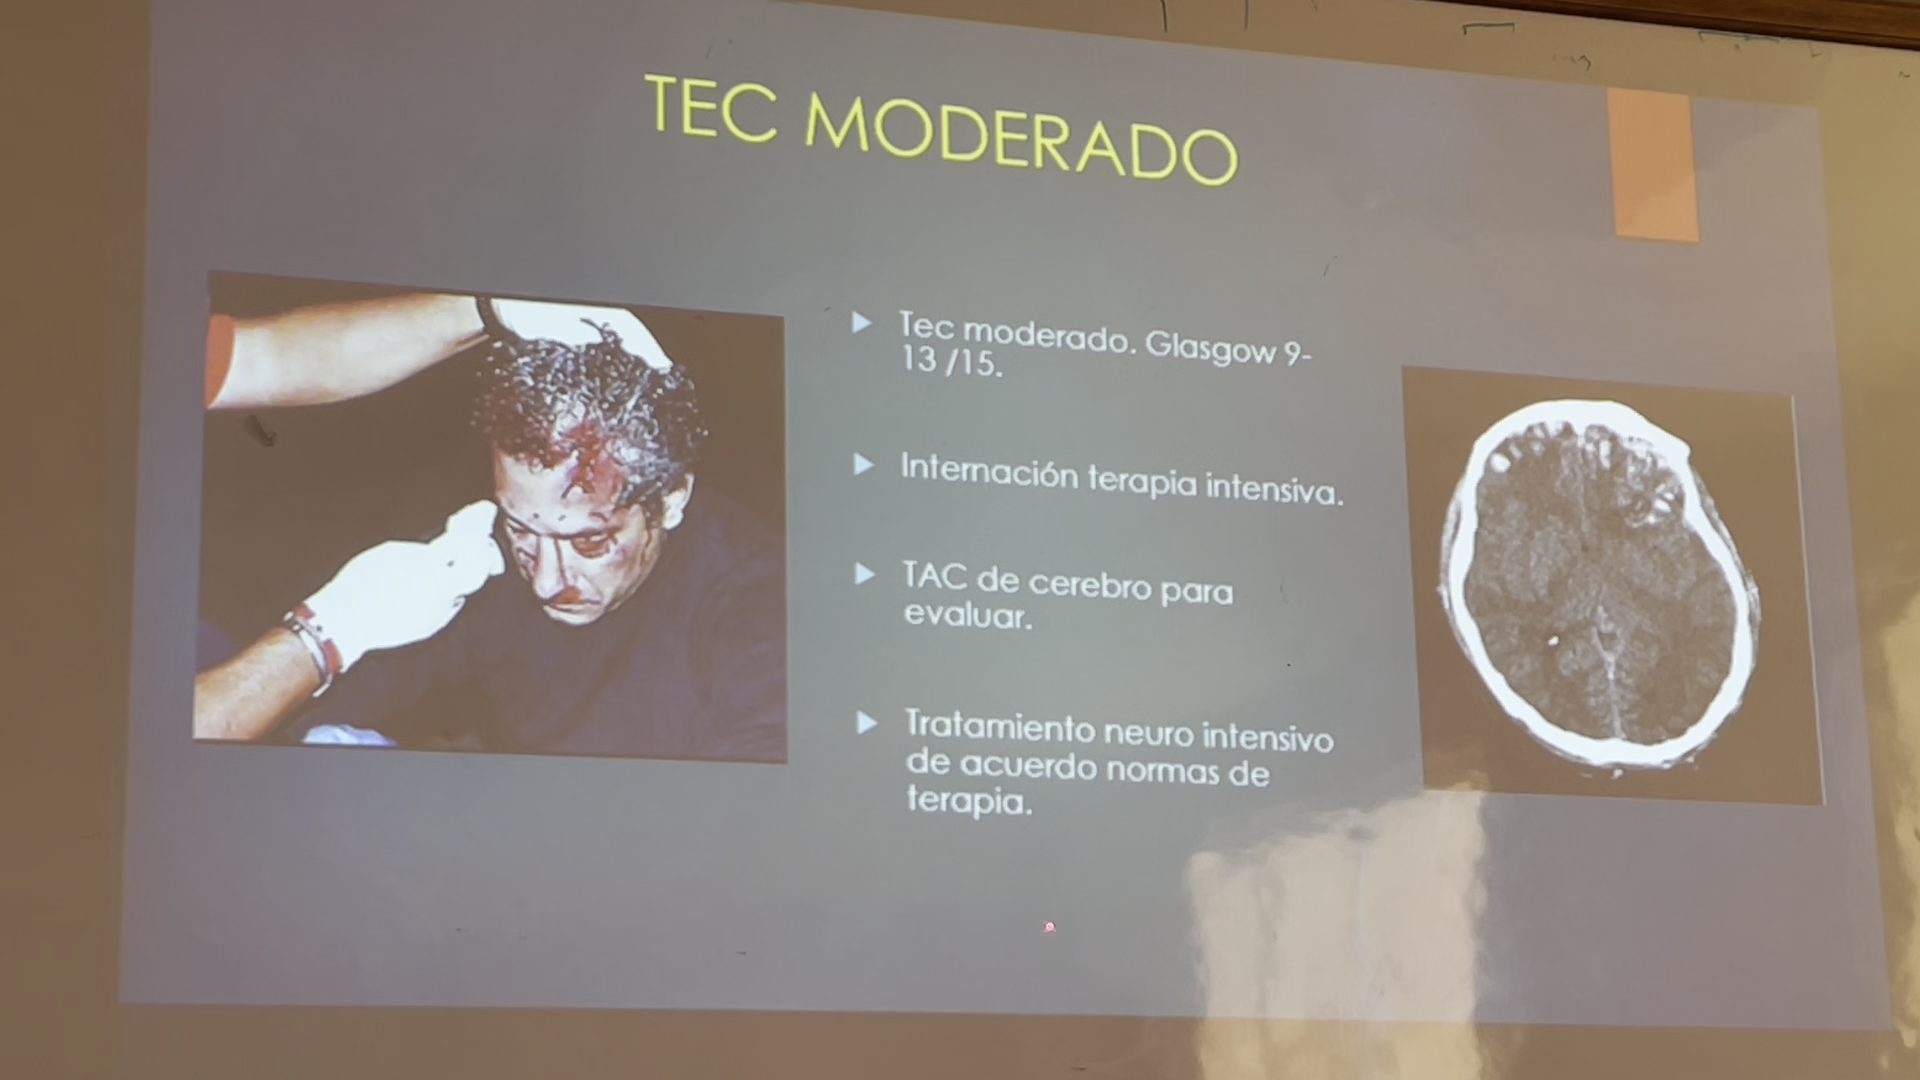 TEC MODERADO
Tec moderado. Glasgow 9-
13 /15.
Internación terapia intensiva.
TAC de cerebro para
evaluar.
Tratamiento neuro intensivo
de acuerdo normas de
terapia.